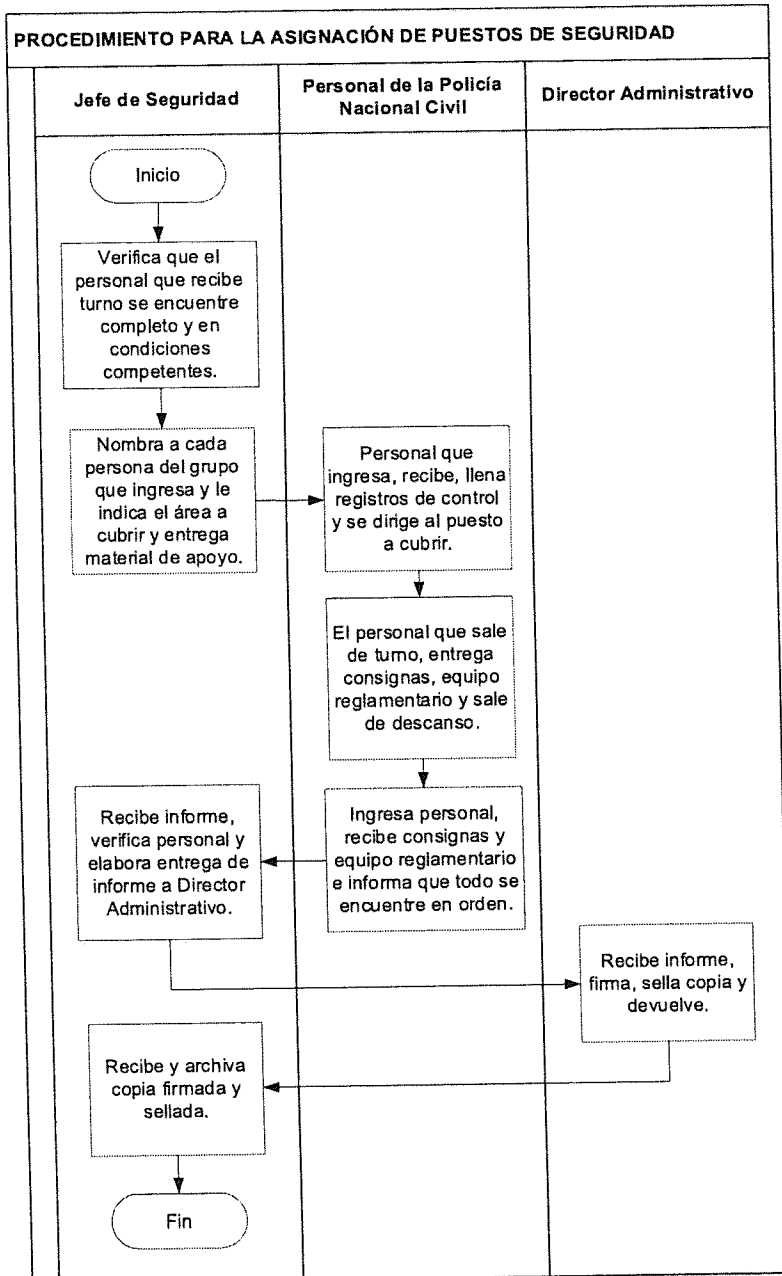 PROCEDIMIENTO PARA LA ASIGNACIÓN DE PUESTOS DE SEGURIDAD
Jefe de Seguridad
Personal de la Policía
Nacional Civil
Director Administrativo
Inicio
Verifica que el
personal que recibe
turno se encuentre
completo y en
condiciones
competentes.
Nombra a cada
persona del grupo
que ingresa y le
indica el área a
cubrir y entrega
material de apoyo.
Personal que
ingresa, recibe, llena
registros de control
y se dirige al puesto
a cubrir.
El personal que sale
de turno, entrega
consignas, equipo
reglamentario y sale
de descanso.
Ingresa personal,
recibe consignas y
equipo reglamentario
e informa que todo se
encuentre en orden.
Recibe informe,
verifica personal y
elabora entrega de
informe a Director
Administrativo.
Recibe informe,
firma, sella copia y
devuelve.
Recibe y archiva
copia firmada y
sellada.
Fin